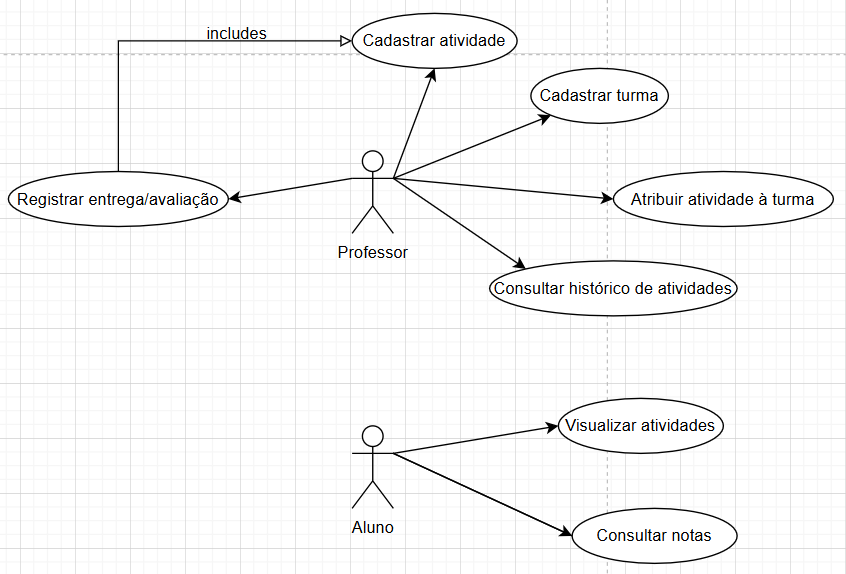 includes
Cadastrar atividade
Cadastrar turma
Registrar entrega/avaliação
Atribuir atividade à turma
Professor
Consultar histórico de atividades
Visualizar atividades
Aluno
Consultar notas